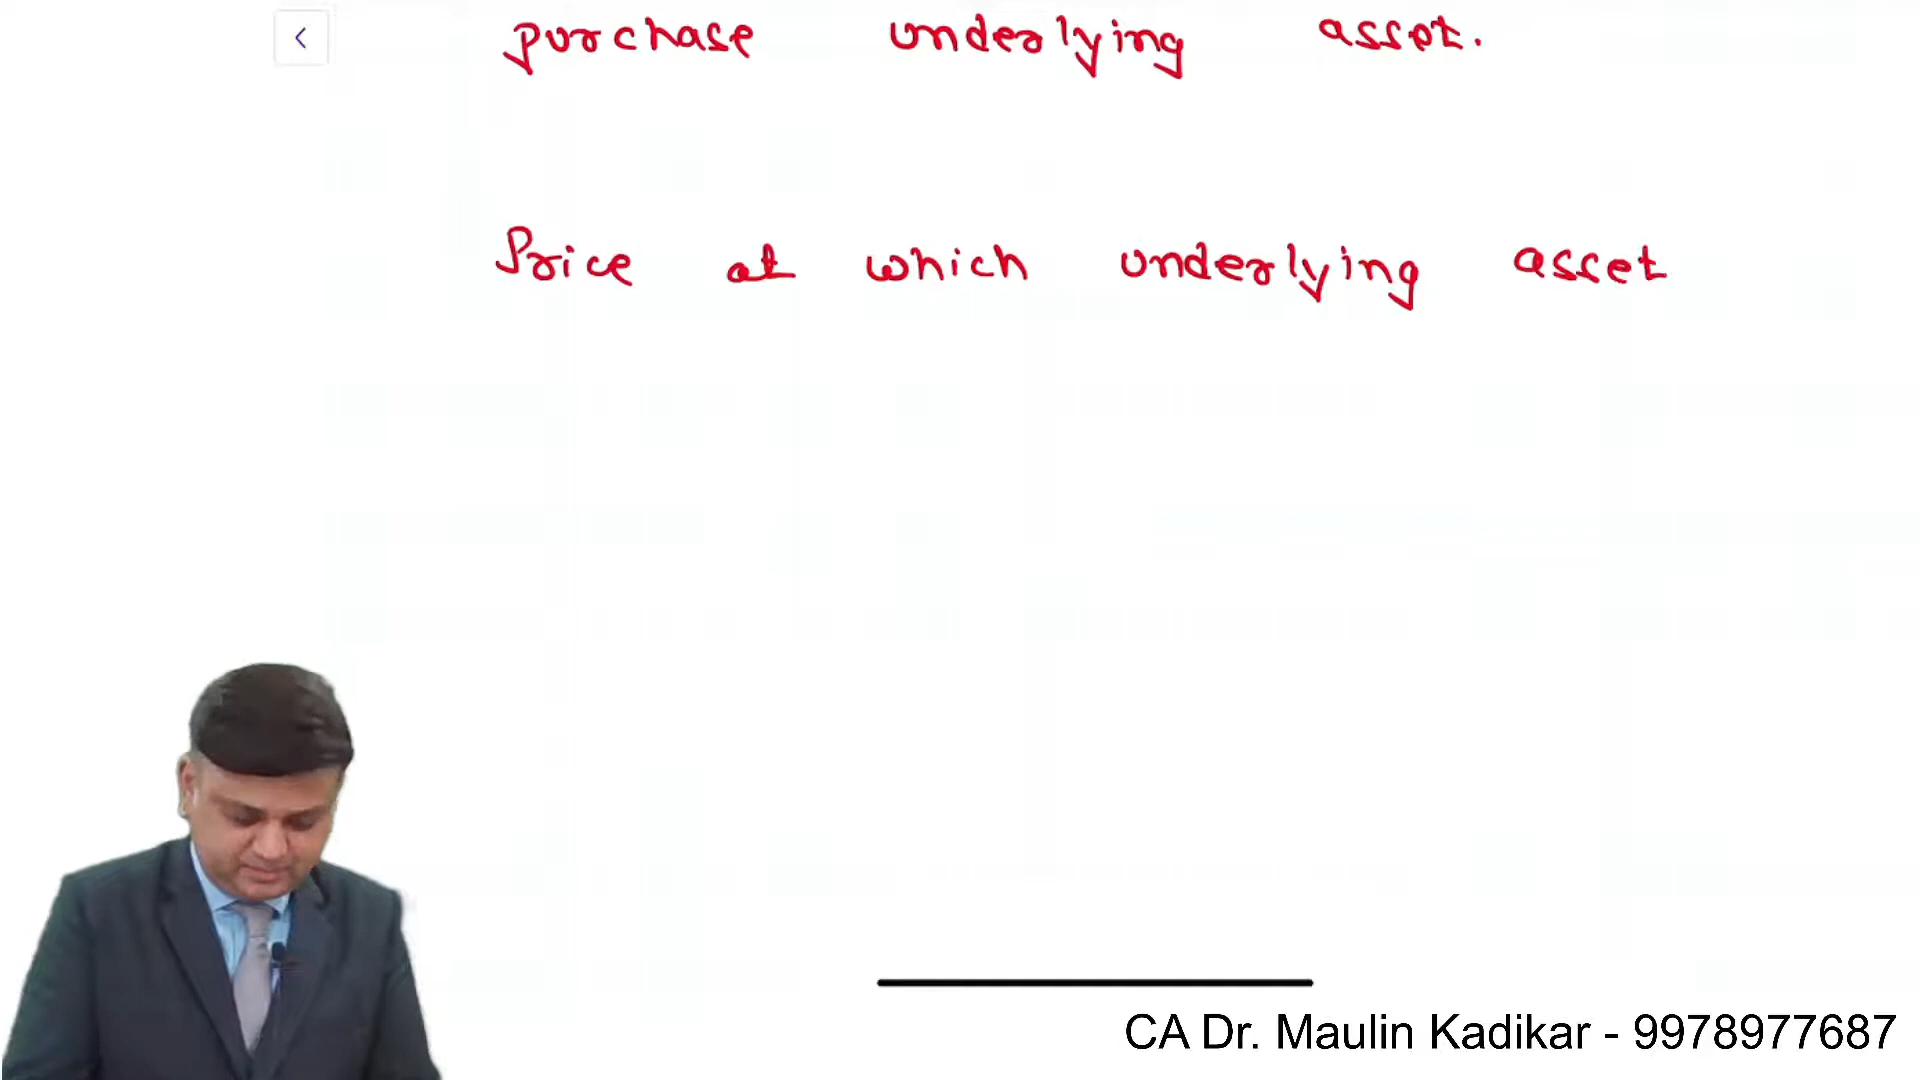 purchase underlying asset.
Price at which underlying asset
CA Dr. Maulin Kadikar - 9978977687